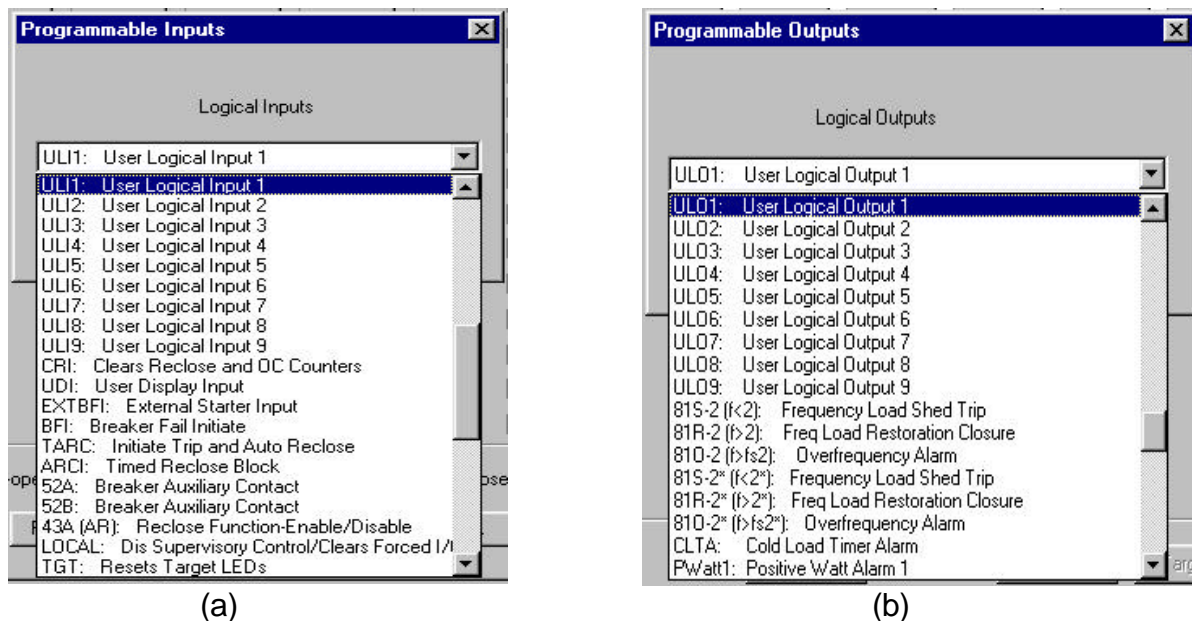 Programmable Inputs
Logical Inputs
ULI1: User Logical Input 1
ULI1: User Logical Input 1
ULI2: User Logical Input 2
ULI3: User Logical Input 3
ULI4: User Logical Input 4
ULI5: User Logical Input 5
ULI6: User Logical Input 6
ULI7: User Logical Input 7
ULI8: User Logical Input 8
ULI9: User Logical Input 9
CRI: Clears Reclose and OC Counters
UDI: User Display Input
EXTBFI: External Starter Input
BFI: Breaker Fail Initiate
TARC: Initiate Trip and Auto Reclose
ARCI: Timed Reclose Block
52A: Breaker Auxiliary Contact
52B: Breaker Auxiliary Contact
43A (AR): Reclose Function-Enable/Disable
LOCAL: Dis Supervisory Control/Clears Forced I/
TGT: Resets Target LEDs
(a)
Programmable Outputs
Logical Outputs
ULO1: User Logical Output 1
ULO1: User Logical Output 1
ULO2: User Logical Output 2
ULO3: User Logical Output 3
ULO4: User Logical Output 4
ULO5: User Logical Output 5
ULO6: User Logical Output 6
ULO7: User Logical Output 7
ULO8: User Logical Output 8
ULO9: User Logical Output 9
81S-2 (f<2): Frequency Load Shed Trip
81R-2 (f>2): Freq Load Restoration Closure
81O-2 (f>fs2): Overfrequency Alarm
81S-2* (f<2*): Frequency Load Shed Trip
81R-2* (f>2*): Freq Load Restoration Closure
81O-2* (f>fs2*): Overfrequency Alarm
CLTA: Cold Load Timer Alarm
PWatt1: Positive Watt Alarm 1
(b)